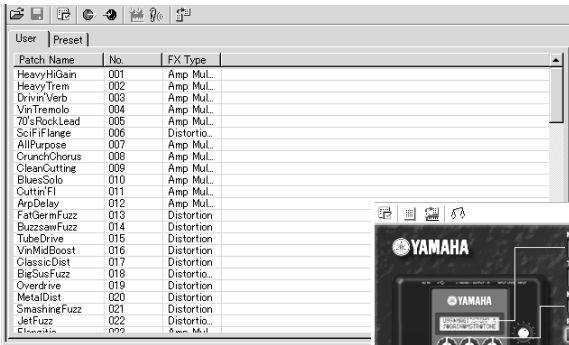 User Preset
Patch Name No. FX Type
HeavyHiGain 001 Amp Mul...
HeavyTrem 002 Amp Mul...
Drivin'Verb 003 Amp Mul...
VinTremolo 004 Amp Mul...
70'sRockLead 005 Amp Mul...
SciFiFlange 006 Distortio...
AllPurpose 007 Amp Mul...
CrunchChorus 008 Amp Mul...
CleanCutting 009 Amp Mul...
BluesSolo 010 Amp Mul...
Cuttin'Fl 011 Amp Mul...
ArpDelay 012 Amp Mul...
FatGermFuzz 013 Distortion
BuzzsawFuzz 014 Distortion
TubeDrive 015 Distortion
VinMidBoost 016 Distortion
ClassicDist 017 Distortion
BigSusFuzz 018 Distortio...
Overdrive 019 Distortion
MetalDist 020 Distortion
SmashingFuzz 021 Distortion
JetFuzz 022 Distortio...
023 Amp Mul...
YAMAHA
YAMAHA